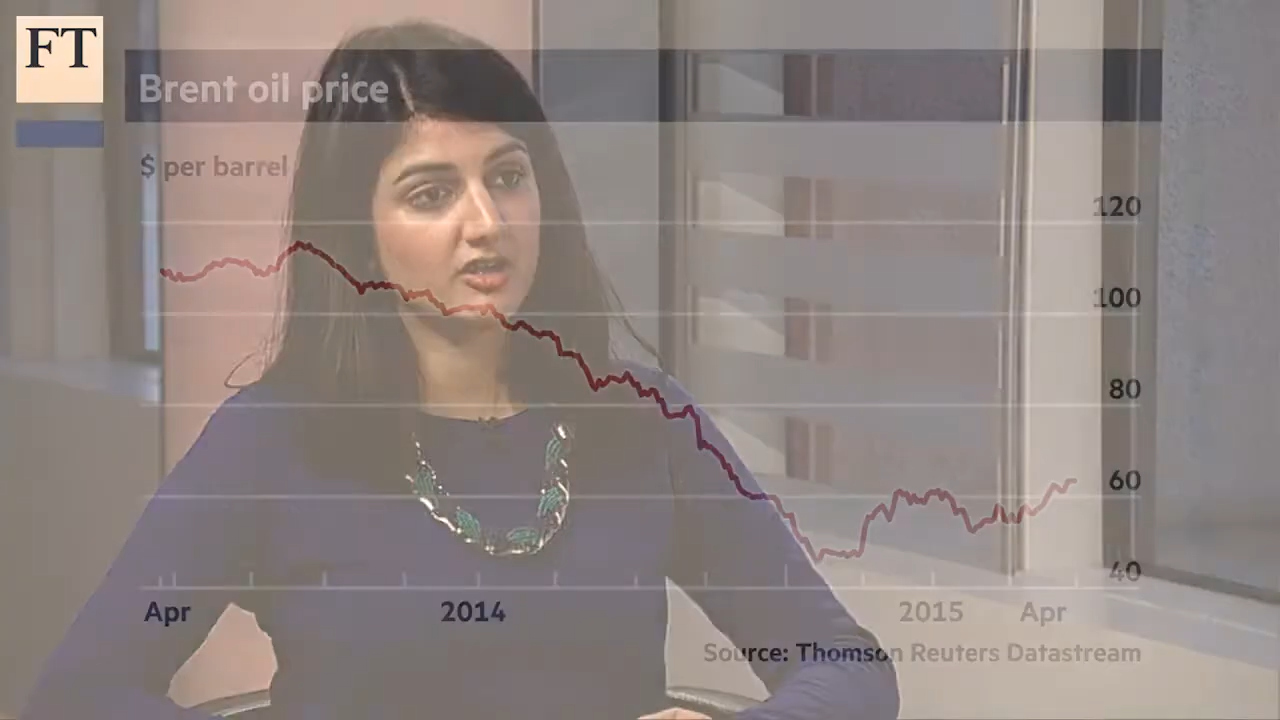 FT
Brent oil price
$ per barrel
120
100
80
60
40
Apr 2014 2015 Apr
Source: Thomson Reuters Datastream